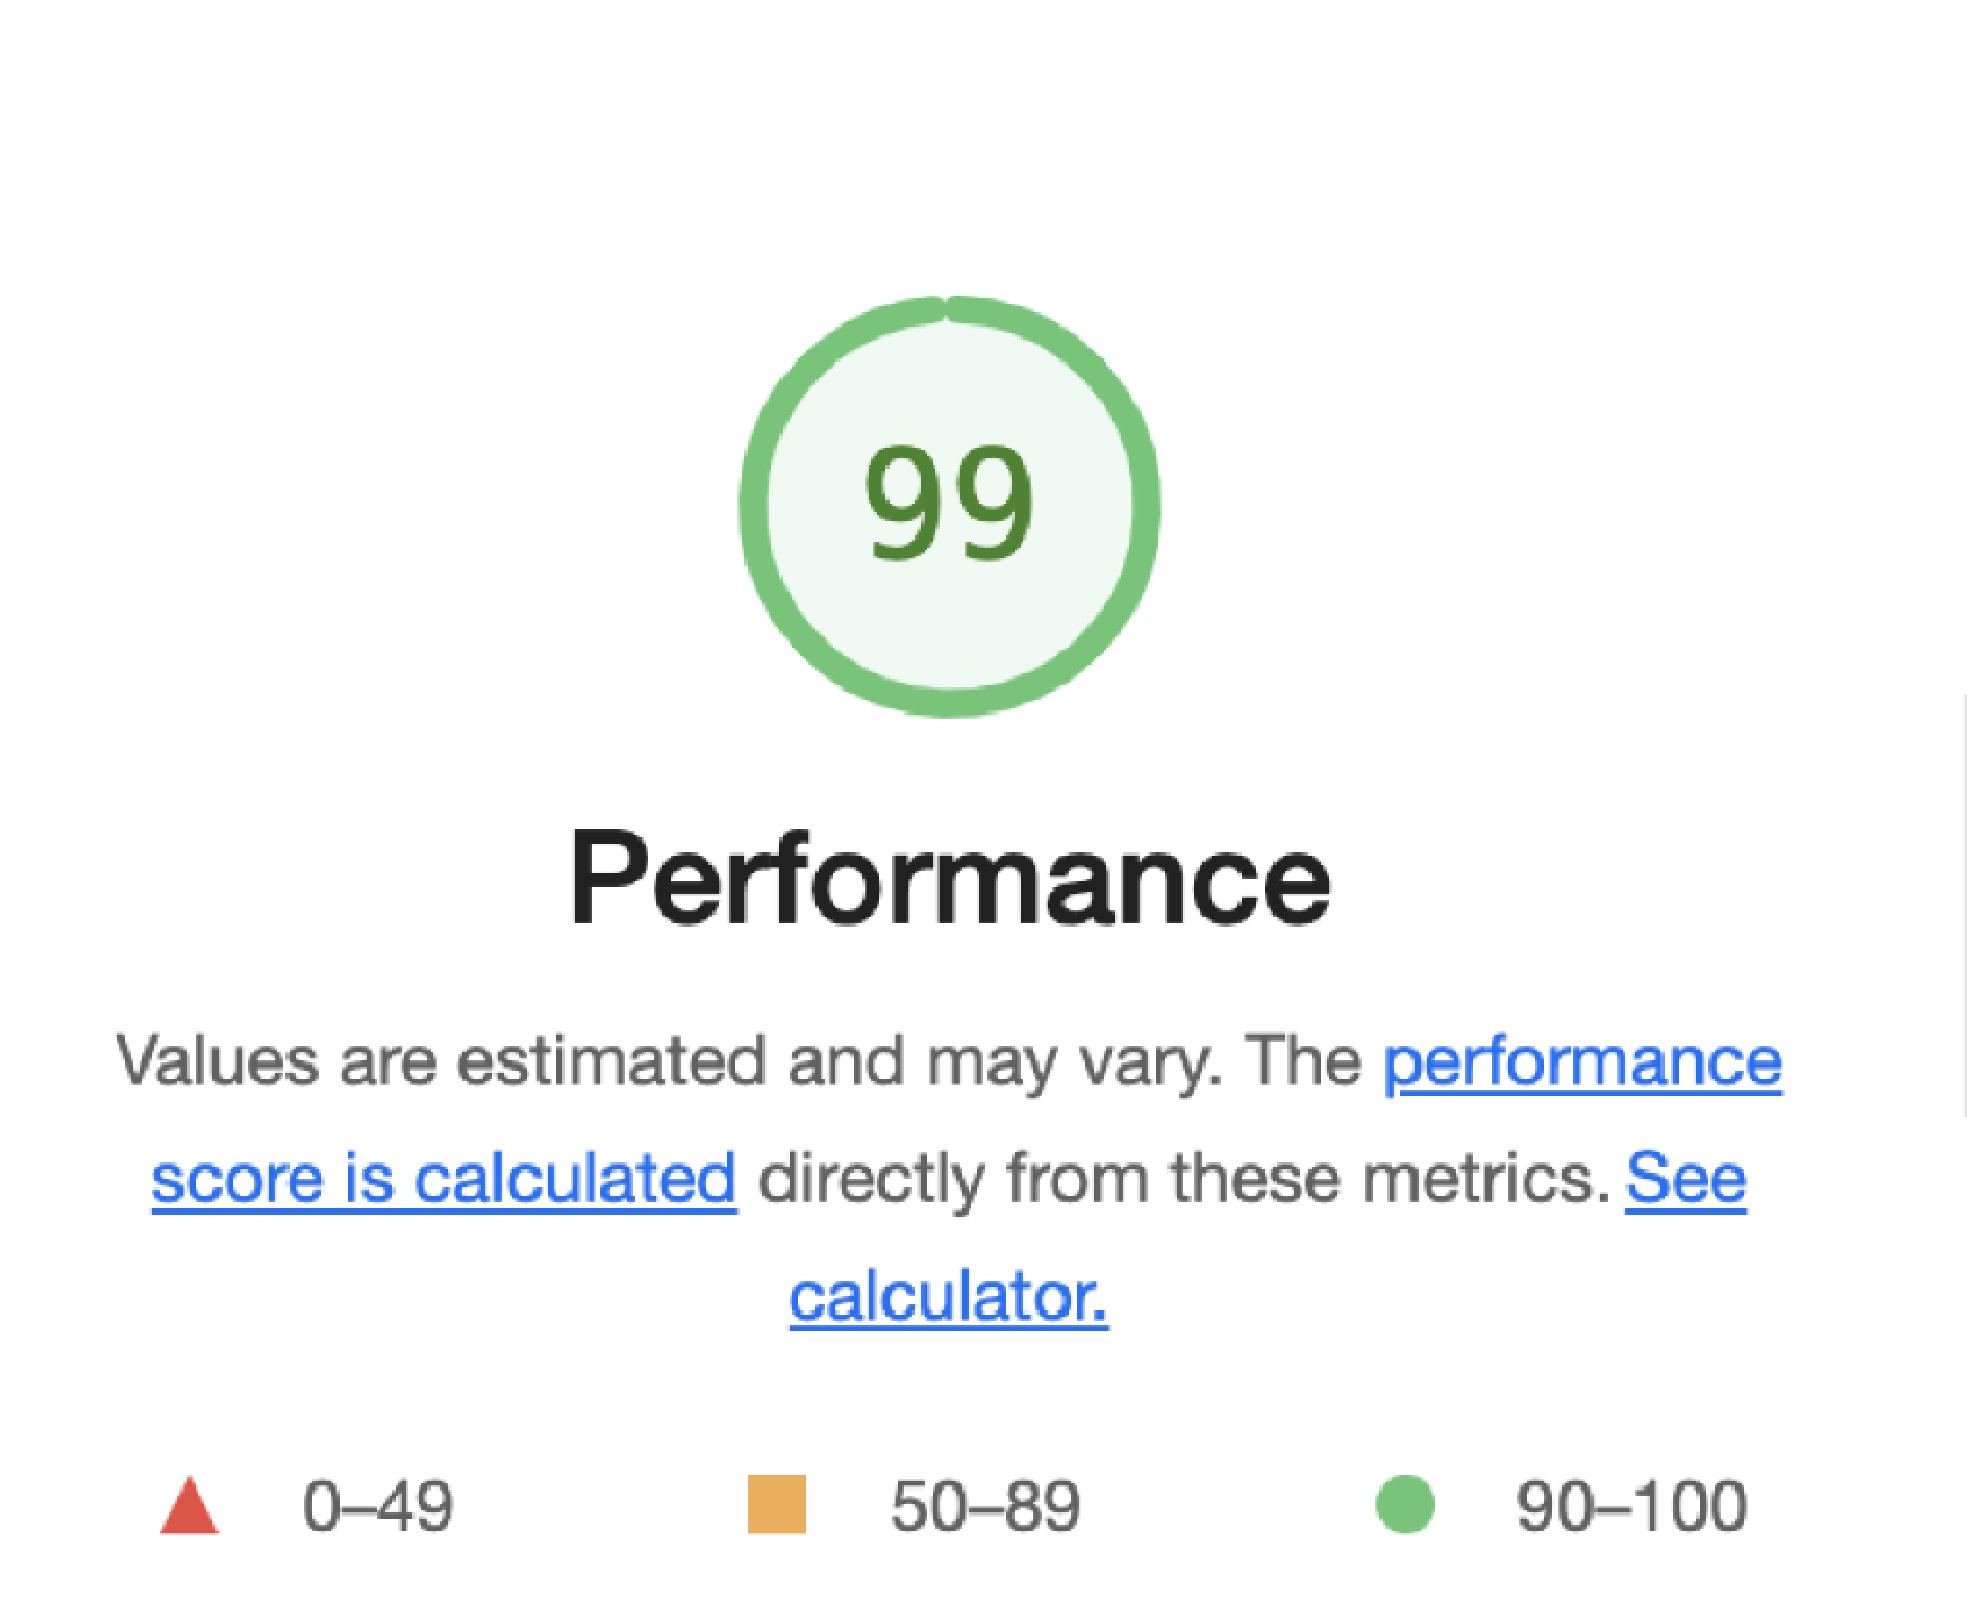 99
Performance
Values are estimated and may vary. The performance
score is calculated directly from these metrics. See
calculator.
0–49 50–89 90–100